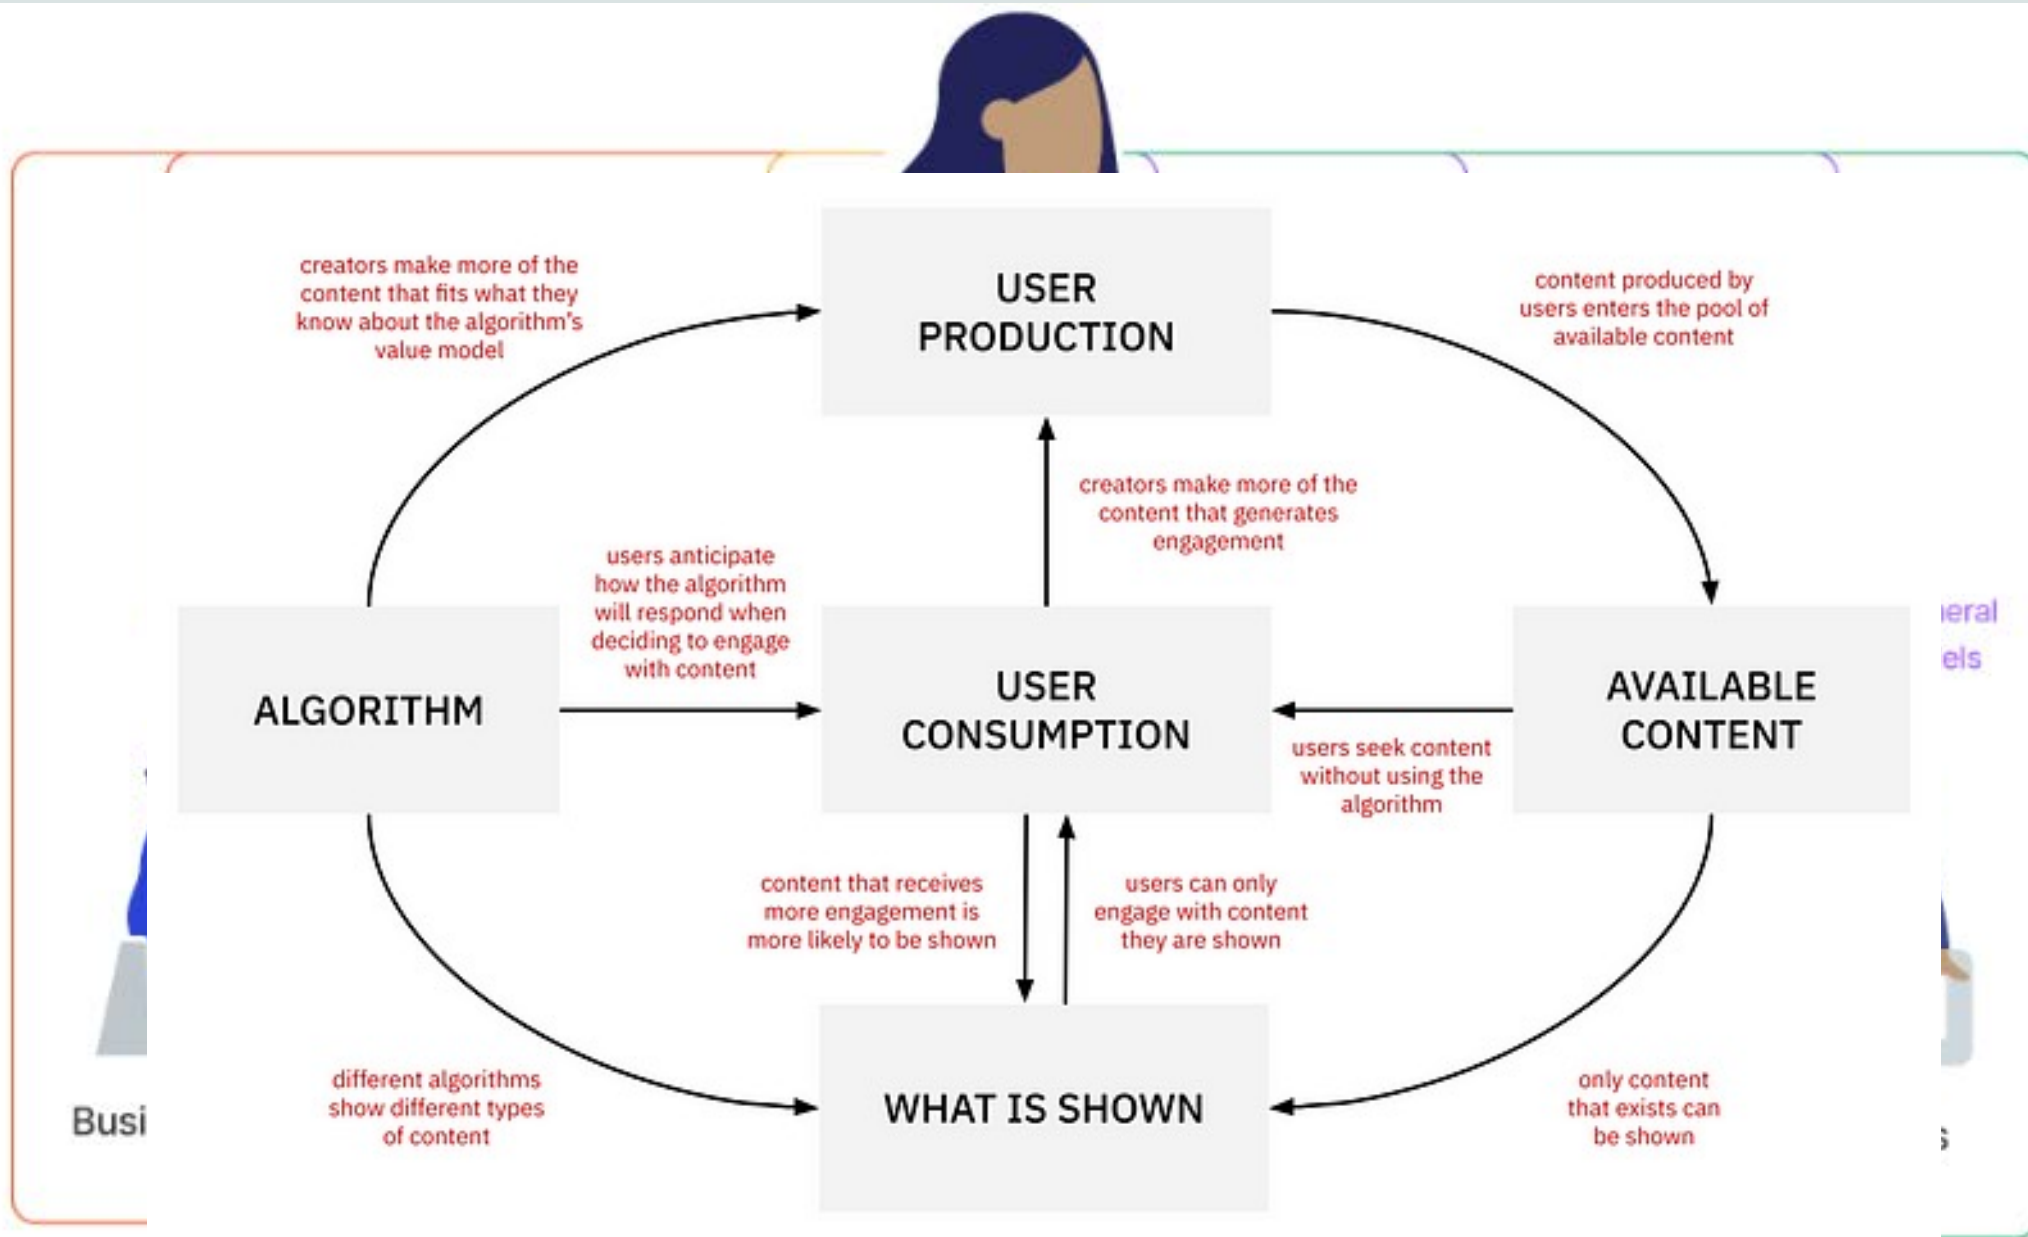 creators make more of the
content that fits what they
know about the algorithm's
value model
USER
PRODUCTION
content produced by
users enters the pool of
available content
creators make more of the
content that generates
engagement
users anticipate
how the algorithm
will respond when
deciding to engage
with content
ALGORITHM
USER
CONSUMPTION
AVAILABLE
CONTENT
users seek content
without using the
algorithm
content that receives
more engagement is
more likely to be shown
users can only
engage with content
they are shown
different algorithms
show different types
of content
WHAT IS SHOWN
only content
that exists can
be shown